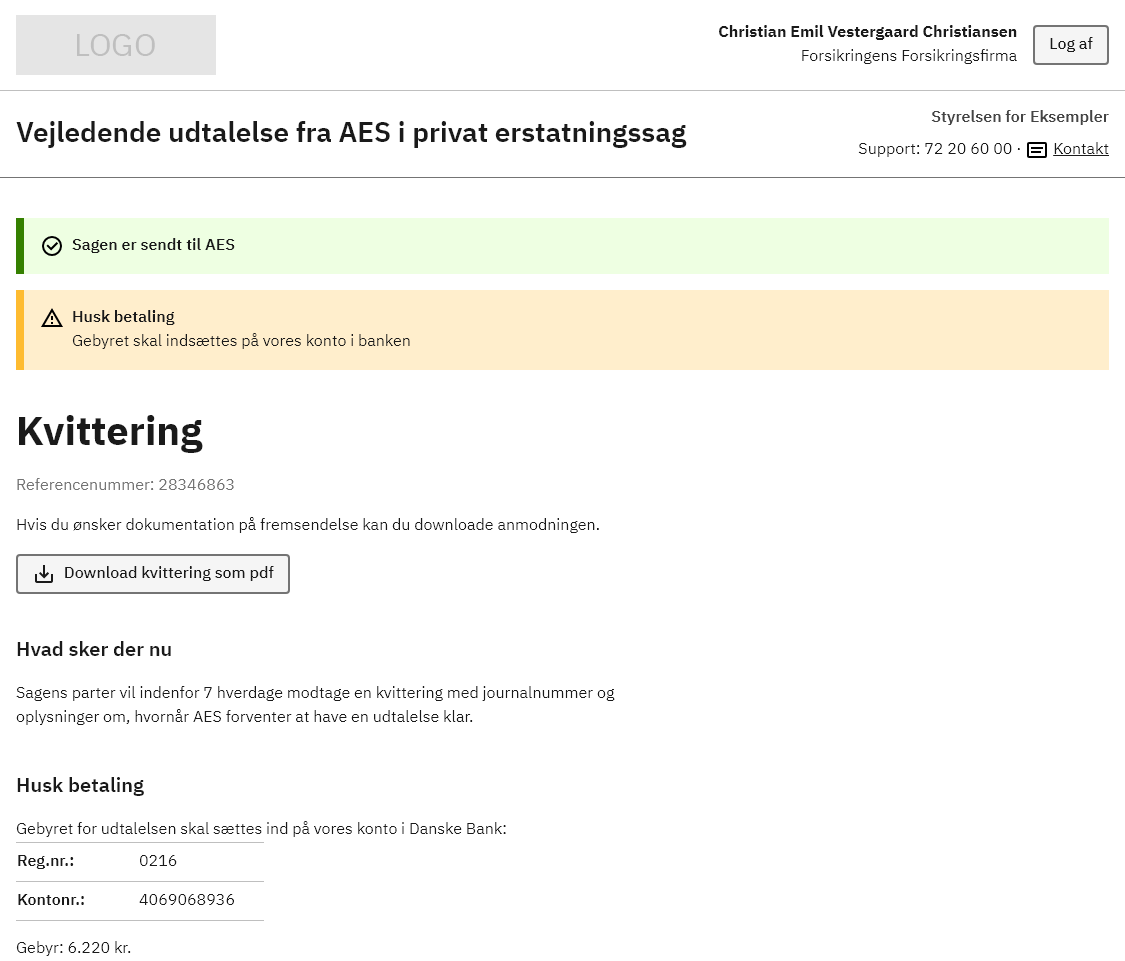 LOGO
Christian Emil Vestergaard Christiansen
Forsikringens Forsikringsfirma
Log af
Vejledende udtalelse fra AES i privat erstatningssag
Styrelsen for Eksempler
Support: 72 20 60 00 · Kontakt
Sagen er sendt til AES
Husk betaling
Gebyret skal indsættes på vores konto i banken
Kvittering
Referencenummer: 28346863
Hvis du ønsker dokumentation på fremsendelse kan du downloade anmodningen.
Download kvittering som pdf
Hvad sker der nu
Sagens parter vil indenfor 7 hverdage modtage en kvittering med journalnummer og
oplysninger om, hvornår AES forventer at have en udtalelse klar.
Husk betaling
Gebyret for udtalelsen skal sættes ind på vores konto i Danske Bank:
Reg.nr.: 0216
Kontonr.: 4069068936
Gebyr: 6.220 kr.